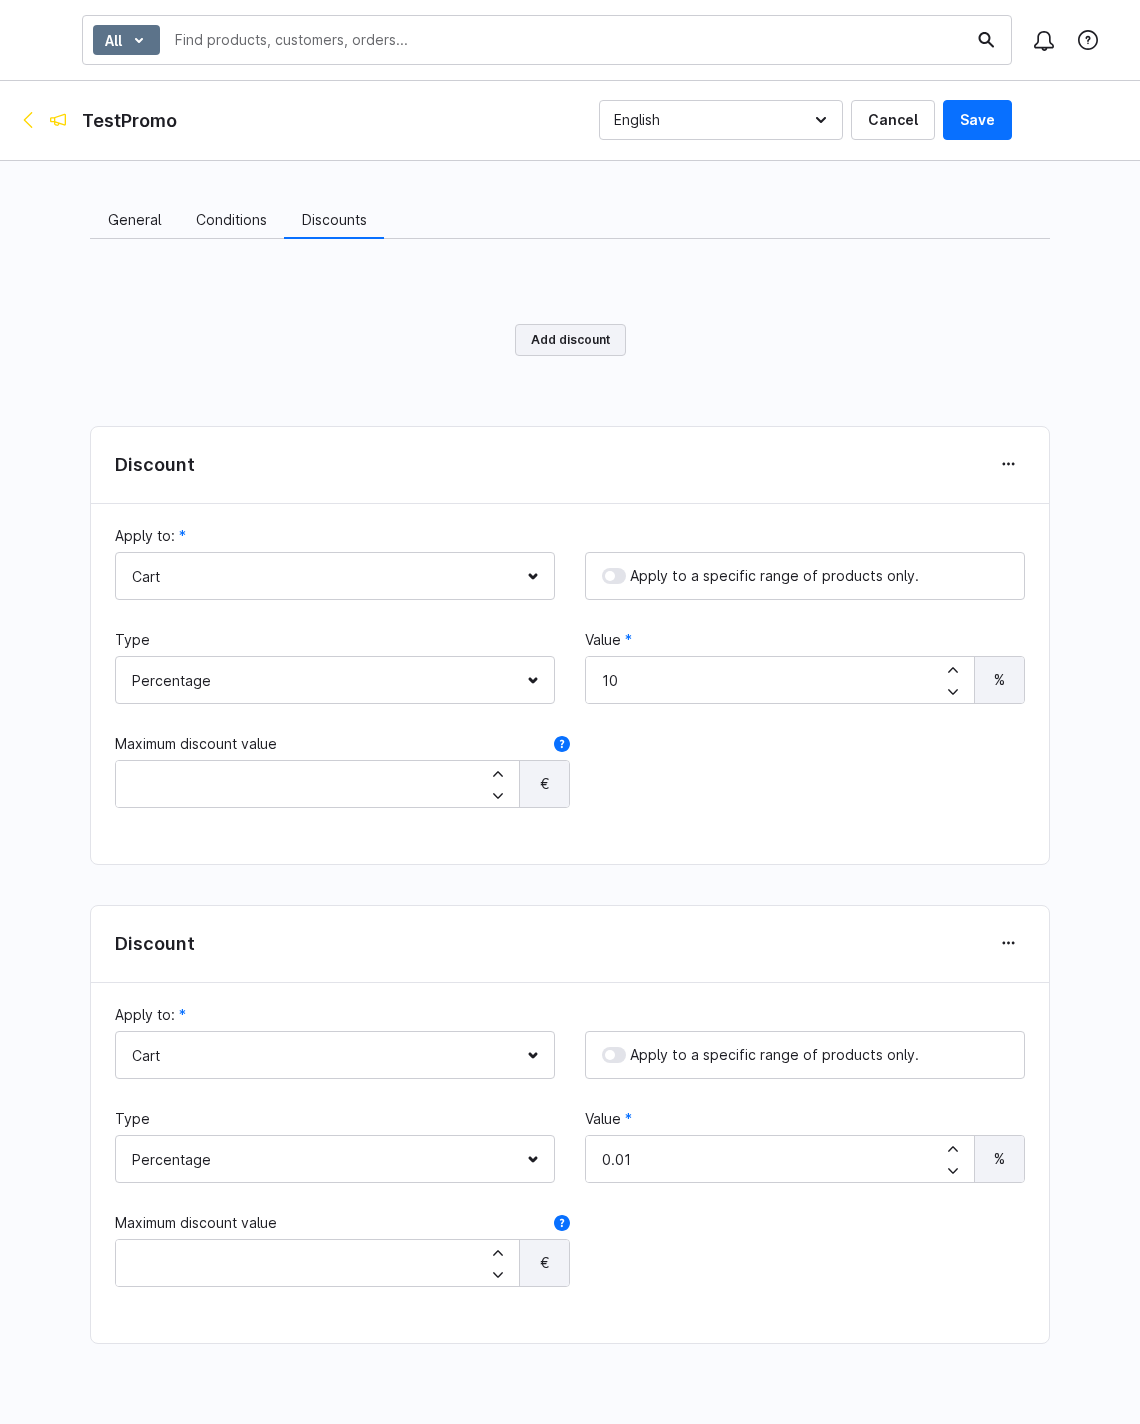 All
Find products, customers, orders...
TestPromo
English
Cancel
Save
General
Conditions
Discounts
Add discount
Discount
Apply to: *
Cart
Apply to a specific range of products only.
Type
Value *
Percentage
10
%
Maximum discount value
?
€
Discount
Apply to: *
Cart
Apply to a specific range of products only.
Type
Value *
Percentage
0.01
%
Maximum discount value
?
€